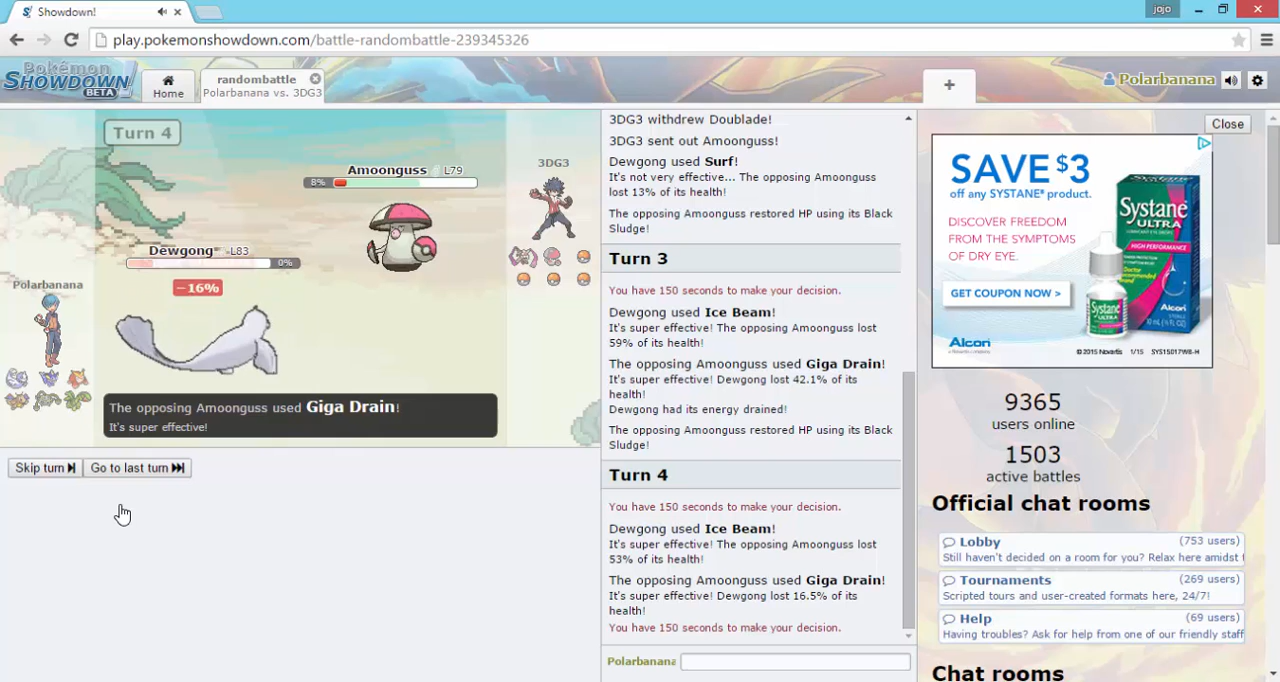 Showdown!
jojo
play.pokemonshowdown.com/battle-randombattle-239345326
Pokémon
SHOWDOWN
BETA
Home
randombattle
Polarbanana vs. 3DG3
+
Polarbanana
Turn 4
Amoonguss L79
8%
3DG3
Dewgong L83
0%
-16%
Polarbanana
The opposing Amoonguss used Giga Drain!
It's super effective!
Skip turn
Go to last turn
3DG3 withdrew Doublade!
3DG3 sent out Amoonguss!
Dewgong used Surf!
It's not very effective... The opposing Amoonguss
lost 13% of its health!
The opposing Amoonguss restored HP using its Black
Sludge!
Turn 3
You have 150 seconds to make your decision.
Dewgong used Ice Beam!
It's super effective! The opposing Amoonguss lost
59% of its health!
The opposing Amoonguss used Giga Drain!
It's super effective! Dewgong lost 42.1% of its
health!
Dewgong had its energy drained!
The opposing Amoonguss restored HP using its Black
Sludge!
Turn 4
You have 150 seconds to make your decision.
Dewgong used Ice Beam!
It's super effective! The opposing Amoonguss lost
53% of its health!
The opposing Amoonguss used Giga Drain!
It's super effective! Dewgong lost 16.5% of its
health!
You have 150 seconds to make your decision.
Polarbanana
Close
SAVE $3
off any SYSTANE® product.
DISCOVER FREEDOM
FROM THE SYMPTOMS
OF DRY EYE.
GET COUPON NOW >
Alcon
Systane
ULTRA
HIGH PERFORMANCE
Systane
ULTRA
Alcon
© 2015 Novartis 1/15 SYS15017WB-H
9365
users online
1503
active battles
Official chat rooms
Lobby (753 users)
Still haven't decided on a room for you? Relax here amidst t
Tournaments (269 users)
Scripted tours and user-created formats here, 24/7!
Help (69 users)
Having troubles? Ask for help from one of our friendly staff
Chat rooms